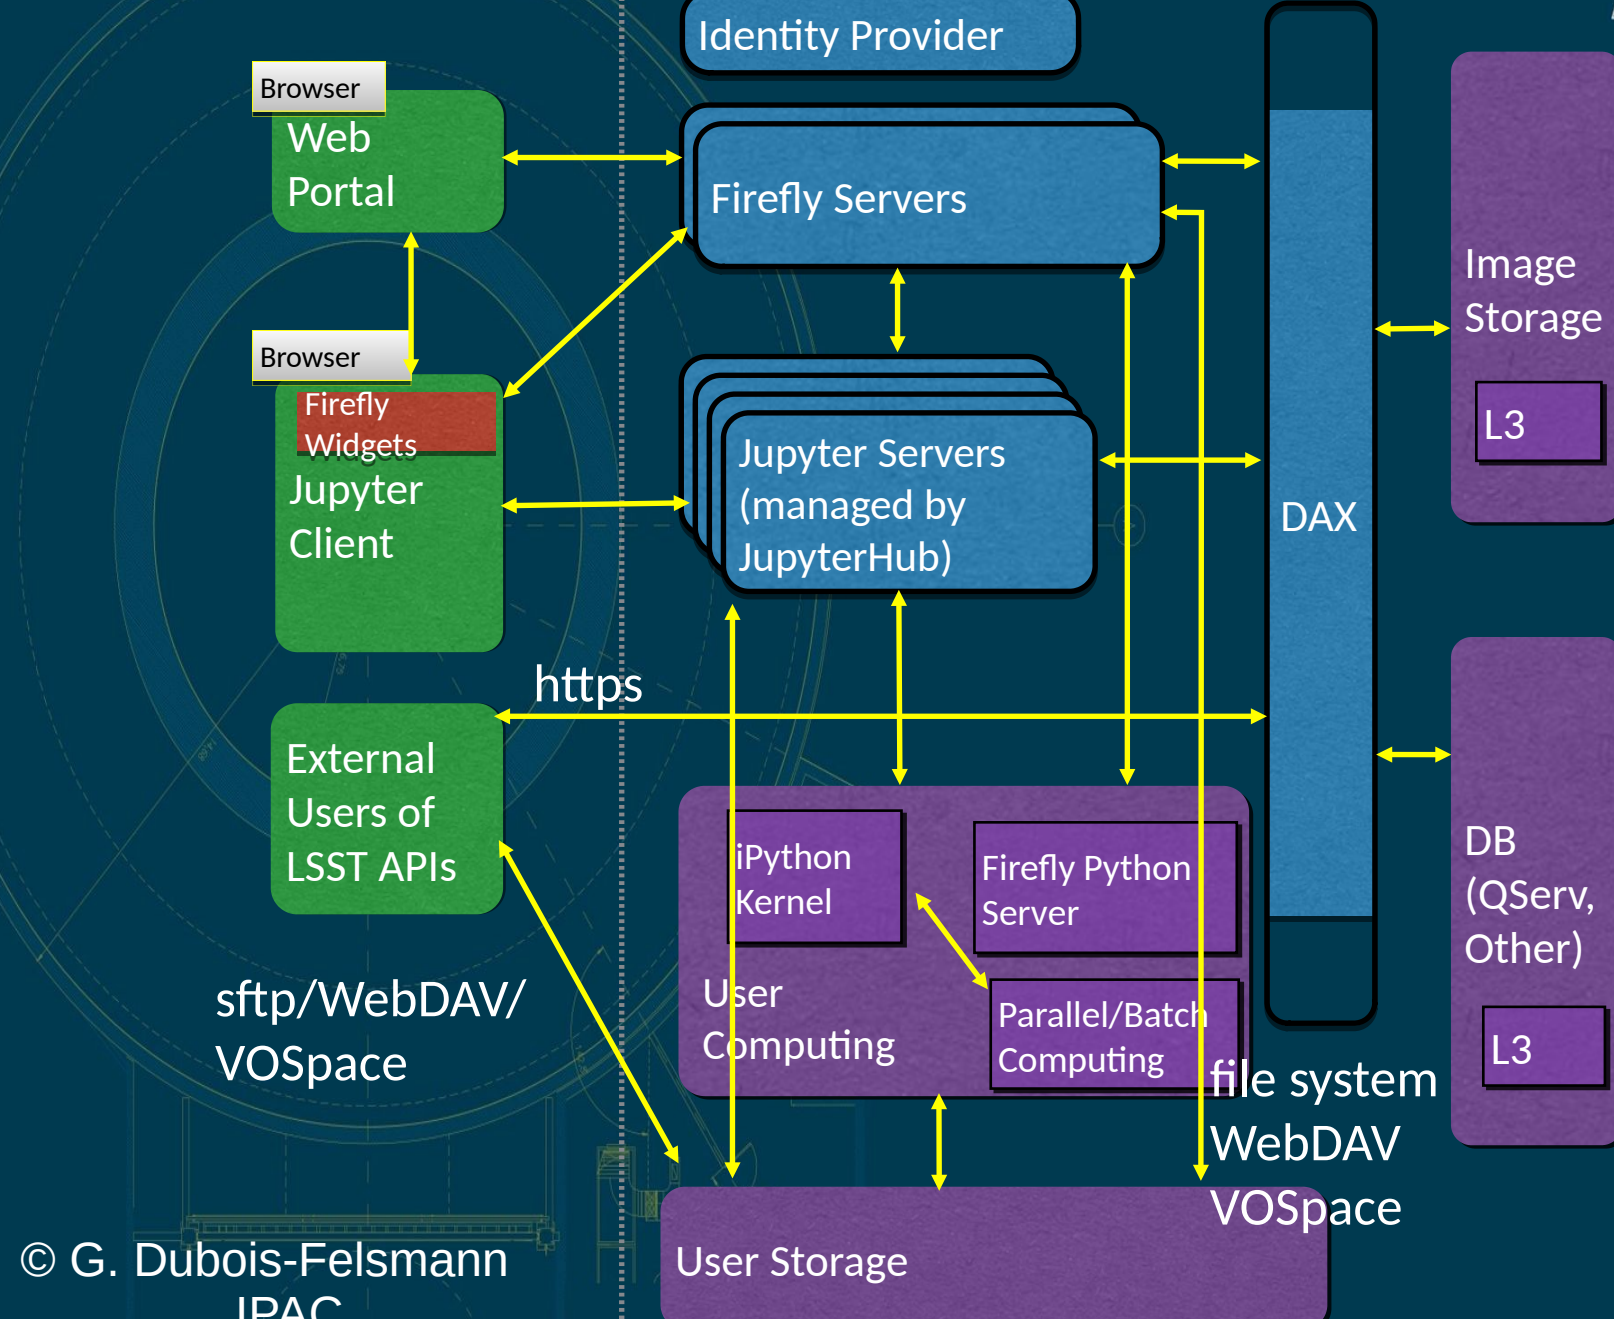 Identity Provider
Browser
Web
Portal
Firefly Servers
Browser
Firefly
Widgets
Jupyter
Client
Jupyter Servers
(managed by
JupyterHub)
DAX
Image
Storage
L3
https
External
Users of
LSST APIs
iPython
Kernel
Firefly Python
Server
User
Computing
Parallel/Batch
Computing
DB
(QServ,
Other)
L3
sftp/WebDAV/
VOSpace
file system
WebDAV
VOSpace
User Storage
© G. Dubois-Felsmann
IPAC